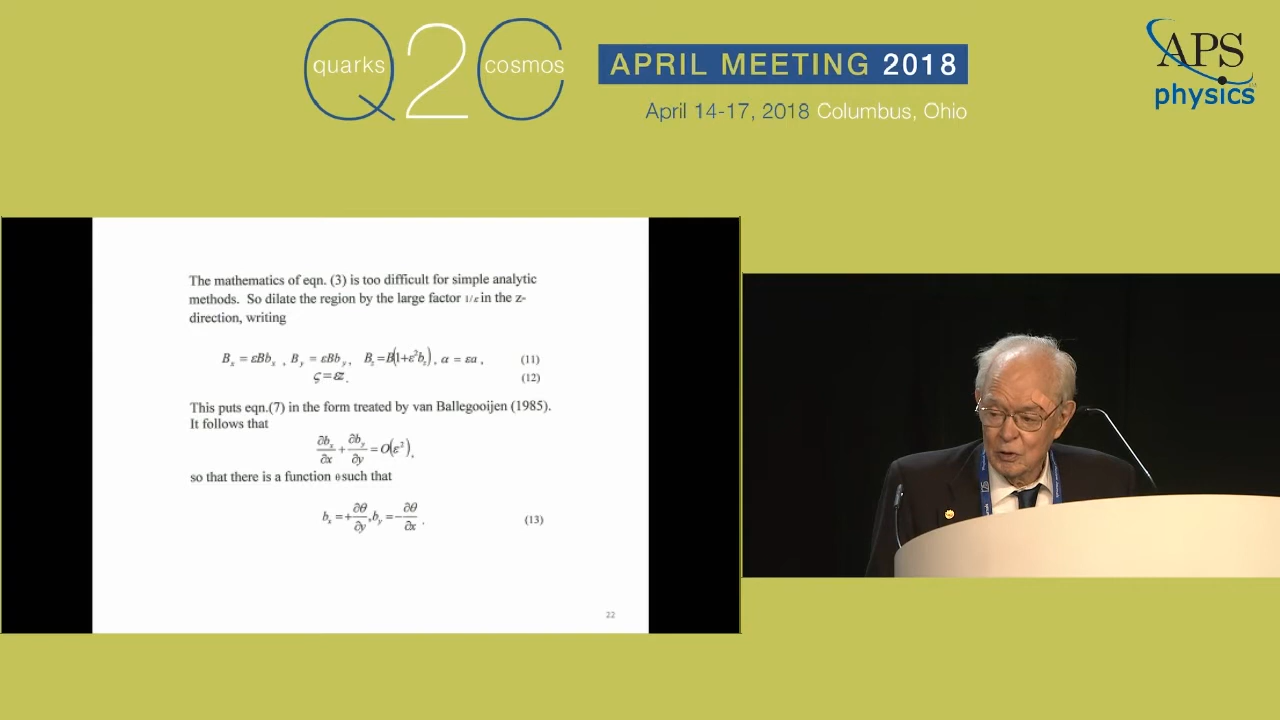 quarks Q2C cosmos
APRIL MEETING 2018
April 14-17, 2018 Columbus, Ohio
APS
physics
The mathematics of eqn. (3) is too difficult for simple analytic
methods. So dilate the region by the large factor 1/ε in the z-
direction, writing
B_x = εBb_x , B_y = εBb_y , B_z = B(1+ε²b_z), α = εa , (11)
ς = εz . (12)
This puts eqn.(7) in the form treated by van Ballegooijen (1985).
It follows that
∂b_x/∂x + ∂b_y/∂y = O(ε²),
so that there is a function θ such that
b_x = +∂θ/∂y, b_y = −∂θ/∂x . (13)
22